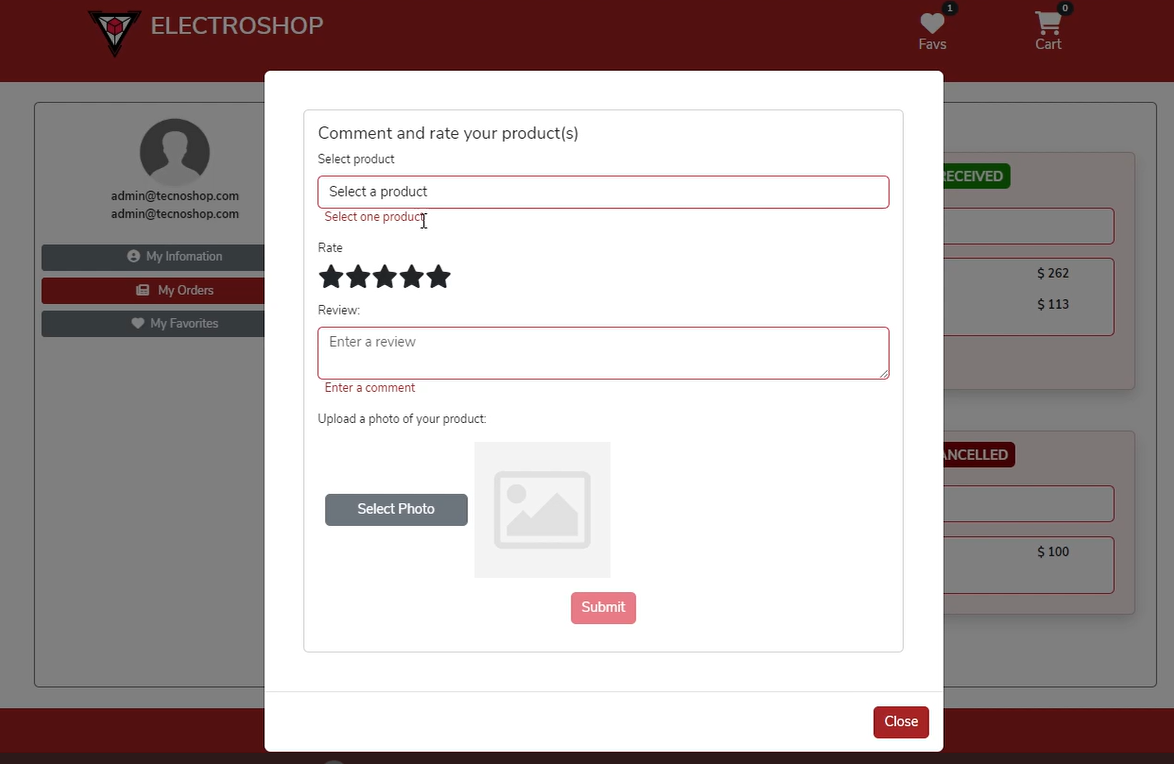 ELECTROSHOP
1
Favs
0
Cart
admin@tecnoshop.com
admin@tecnoshop.com
My Infomation
My Orders
My Favorites
Comment and rate your product(s)
Select product
Select a product
Select one product
Rate
Review:
Enter a review
Enter a comment
Upload a photo of your product:
Select Photo
Submit
Close
ECEIVED
$ 262
$ 113
ANCELLED
$ 100